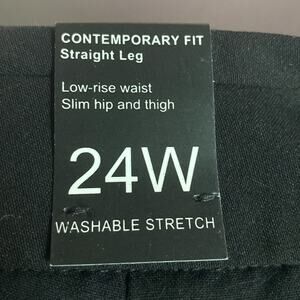 CONTEMPORARY FIT
Straight Leg
Low-rise waist
Slim hip and thigh
24W
WASHABLE STRETCH